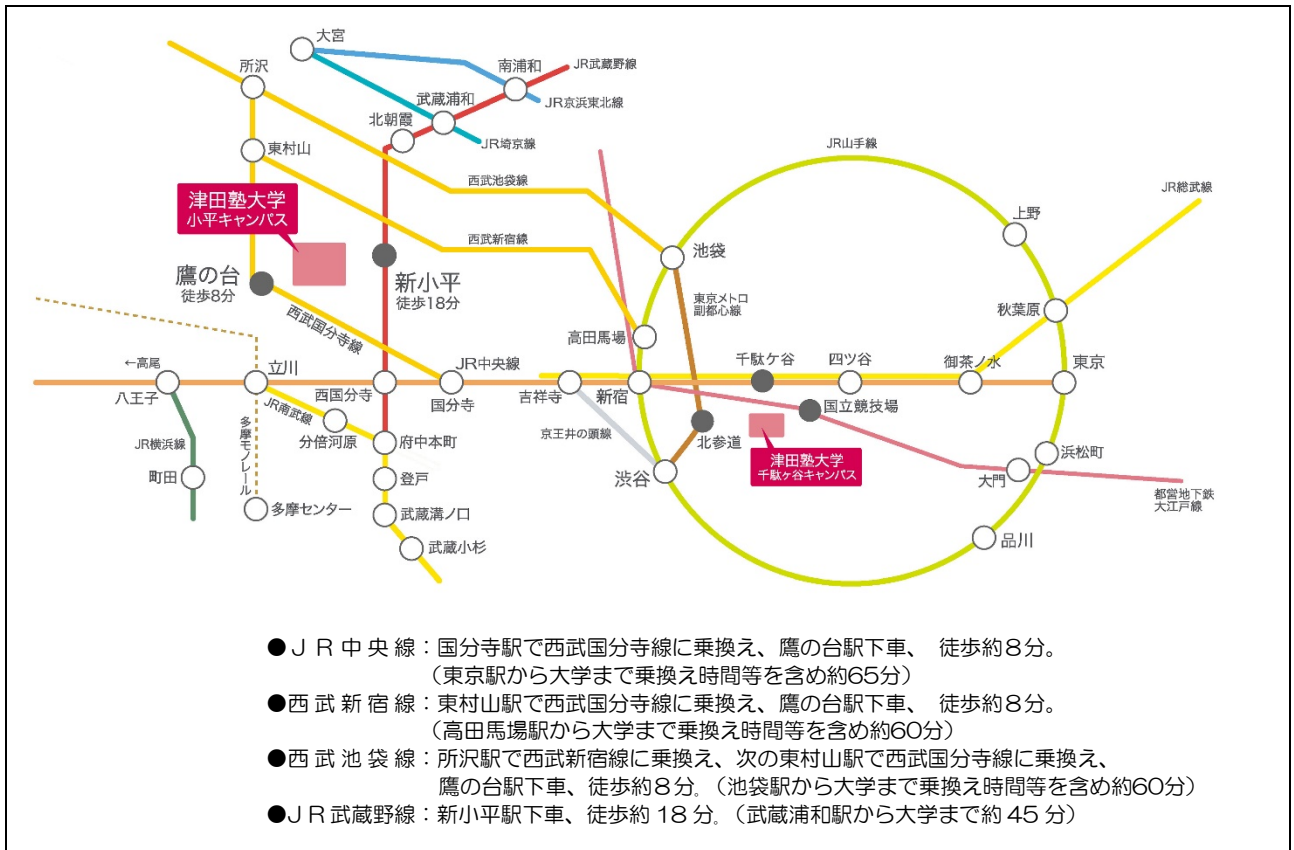 大宮
所沢
南浦和
JR武蔵野線
武蔵浦和
JR京浜東北線
北朝霞
JR埼京線
東村山
JR山手線
西武池袋線
JR総武線
津田塾大学
小平キャンパス
上野
西武新宿線
池袋
鷹の台
徒歩8分
新小平
徒歩18分
東京メトロ
副都心線
秋葉原
西武国分寺線
高田馬場
←高尾
立川
JR中央線
千駄ケ谷
四ツ谷
御茶ノ水
東京
八王子
西国分寺
国分寺
吉祥寺
新宿
JR南武線
国立競技場
分倍河原
府中本町
京王井の頭線
北参道
JR横浜線
多摩モノレール
浜松町
津田塾大学
千駄ヶ谷キャンパス
町田
登戸
渋谷
大門
都営地下鉄
大江戸線
多摩センター
武蔵溝ノ口
武蔵小杉
品川
●ＪＲ中央線：国分寺駅で西武国分寺線に乗換え、鷹の台駅下車、 徒歩約８分。
（東京駅から大学まで乗換え時間等を含め約65分）
●西武新宿線：東村山駅で西武国分寺線に乗換え、鷹の台駅下車、 徒歩約８分。
（高田馬場駅から大学まで乗換え時間等を含め約60分）
●西武池袋線：所沢駅で西武新宿線に乗換え、次の東村山駅で西武国分寺線に乗換え、
鷹の台駅下車、徒歩約８分。（池袋駅から大学まで乗換え時間等を含め約60分）
●ＪＲ武蔵野線：新小平駅下車、徒歩約 18 分。（武蔵浦和駅から大学まで約 45 分）